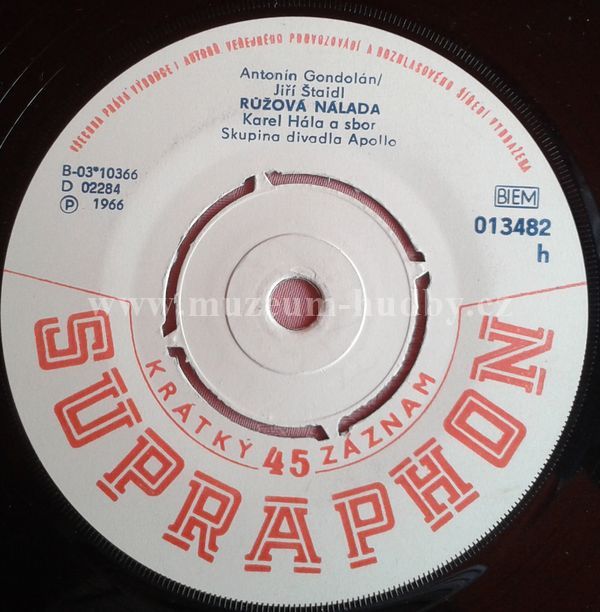 VŠECHNA PRÁVA VÝROBCE I AUTORŮ VEŘEJNÉHO PROVOZOVÁNÍ A ROZHLASOVÉHO ŠÍŘENÍ VYHRAŽENA
Antonín Gondolán/
Jiří Štaidl
RŮŽOVÁ NÁLADA
Karel Hála a sbor
Skupina divadla Apollo
B-03*10366
D 02284
Ⓟ 1966
BIEM
013482
h
www.muzeum-hudby.cz
KRÁTKÝ 45 ZÁZNAM
SUPRAPHON